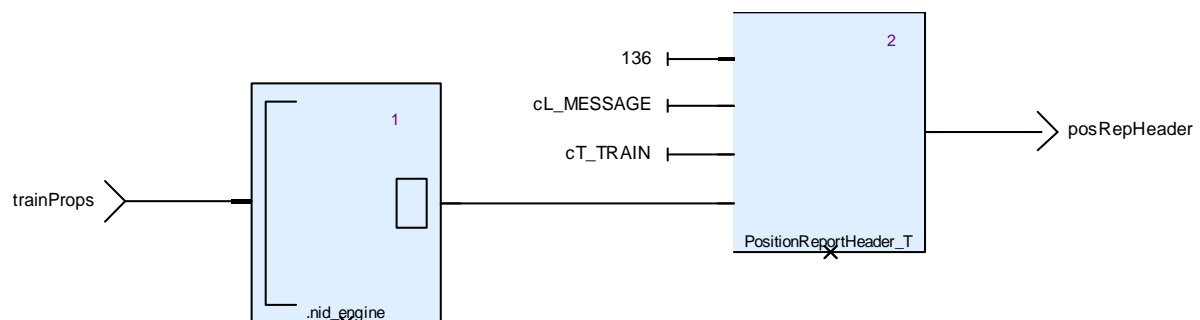 2
136
cL_MESSAGE
1
cT_TRAIN
posRepHeader
trainProps
PositionReportHeader_T
.nid_engine